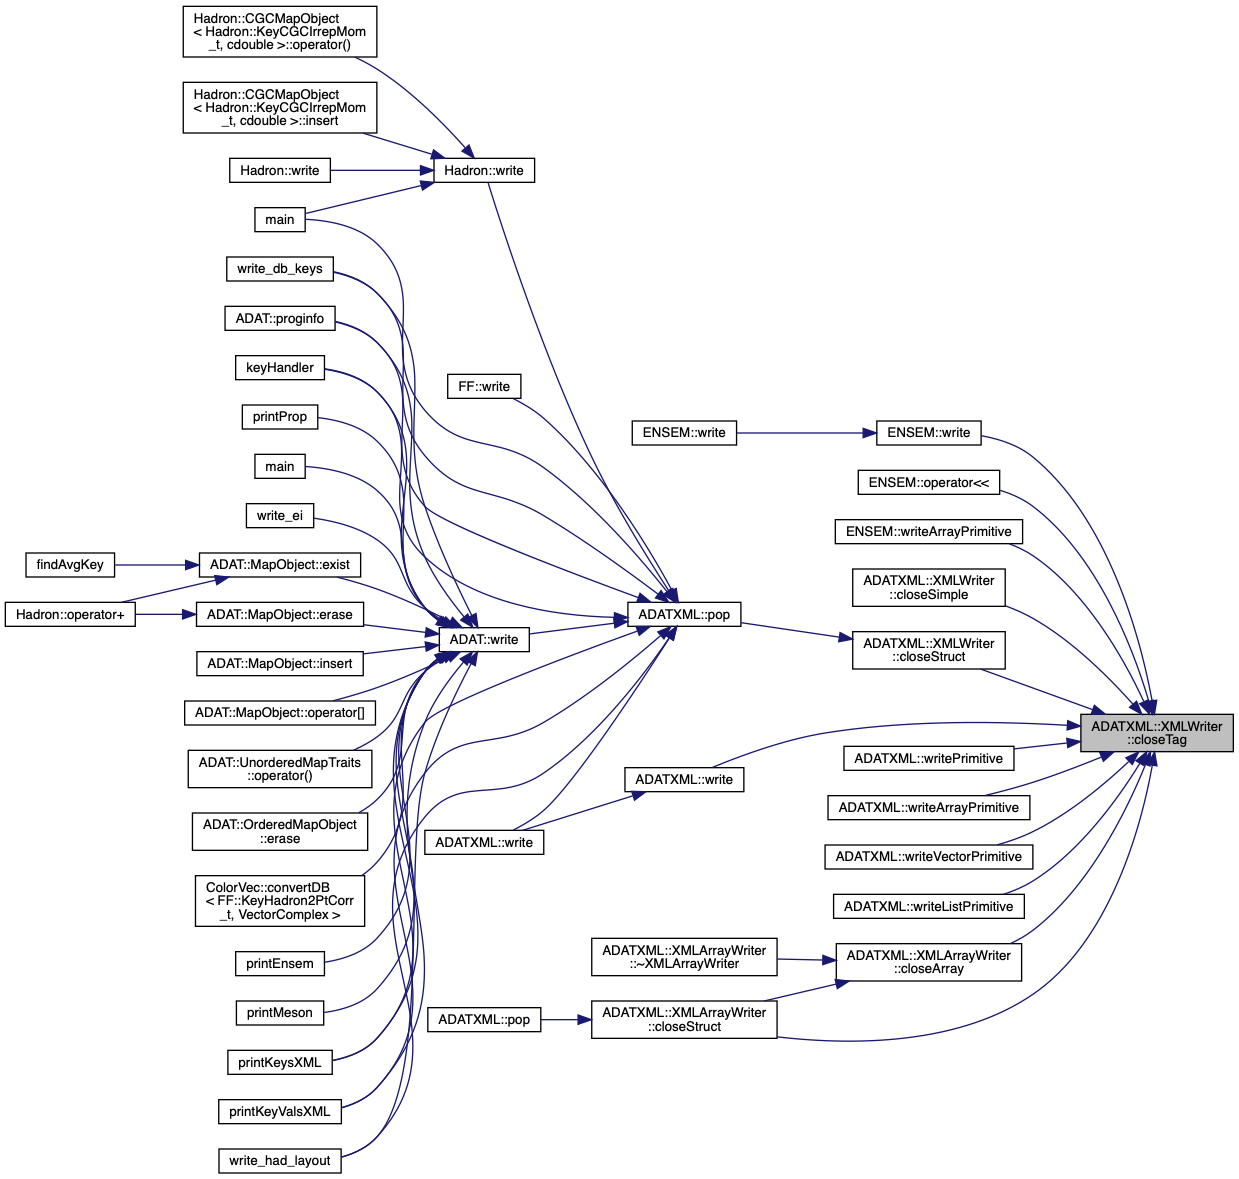 Hadron::CGCMapObject
< Hadron::KeyCGCIrrepMom
_t, cdouble >::operator()
Hadron::CGCMapObject
< Hadron::KeyCGCIrrepMom
_t, cdouble >::insert
Hadron::write
Hadron::write
main
write_db_keys
ADAT::proginfo
keyHandler
printProp
main
write_ei
findAvgKey
ADAT::MapObject::exist
Hadron::operator+
ADAT::MapObject::erase
ADAT::MapObject::insert
ADAT::MapObject::operator[]
ADAT::UnorderedMapTraits
::operator()
ADAT::OrderedMapObject
::erase
ColorVec::convertDB
< FF::KeyHadron2PtCorr
_t, VectorComplex >
printEnsem
printMeson
printKeysXML
printKeyValsXML
write_had_layout
FF::write
ADAT::write
ADATXML::write
ADATXML::pop
ENSEM::write
ADATXML::pop
ADATXML::write
ADATXML::XMLArrayWriter
::~XMLArrayWriter
ADATXML::XMLArrayWriter
::closeStruct
ENSEM::write
ENSEM::operator<<
ENSEM::writeArrayPrimitive
ADATXML::XMLWriter
::closeSimple
ADATXML::XMLWriter
::closeStruct
ADATXML::writePrimitive
ADATXML::writeArrayPrimitive
ADATXML::writeVectorPrimitive
ADATXML::writeListPrimitive
ADATXML::XMLArrayWriter
::closeArray
ADATXML::XMLWriter
::closeTag